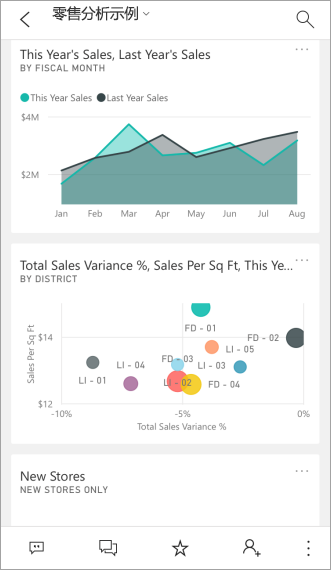 零售分析示例
This Year's Sales, Last Year's Sales
BY FISCAL MONTH
This Year Sales Last Year Sales
$4M
$2M
Jan Feb Mar Apr May Jun Jul Aug
Total Sales Variance %, Sales Per Sq Ft, This Ye...
BY DISTRICT
Sales Per Sq Ft
$14
$12
FD - 01
FD - 02
LI - 05
FD - 03
LI - 04
LI - 03
LI - 01
LI - 02
FD - 04
-10% -5% 0%
Total Sales Variance %
New Stores
NEW STORES ONLY